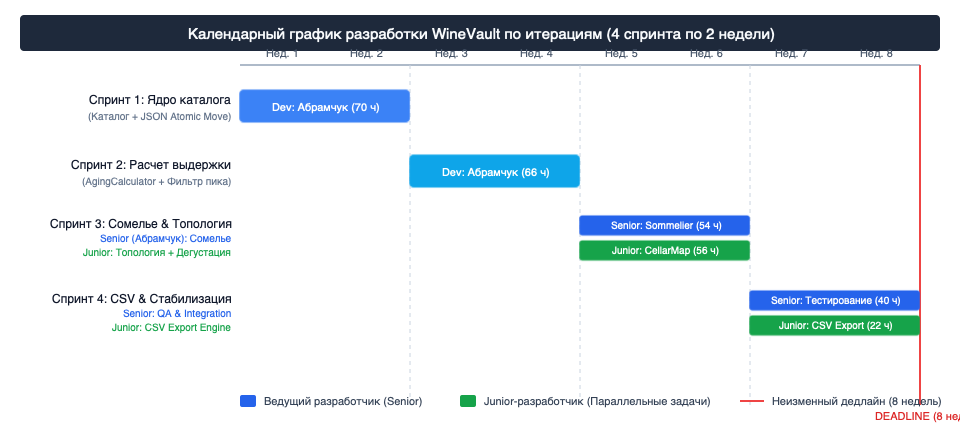 Календарный график разработки WineVault по итерациям (4 спринта по 2 недели)
Нед. 1 Нед. 2 Нед. 3 Нед. 4 Нед. 5 Нед. 6 Нед. 7 Нед. 8
Спринт 1: Ядро каталога
(Каталог + JSON Atomic Move)
Dev: Абрамчук (70 ч)
Спринт 2: Расчет выдержки
(AgingCalculator + Фильтр пика)
Dev: Абрамчук (66 ч)
Спринт 3: Сомелье & Топология
Senior (Абрамчук): Сомелье
Junior: Топология + Дегустация
Senior: Sommelier (54 ч)
Junior: CellarMap (56 ч)
Спринт 4: CSV & Стабилизация
Senior: QA & Integration
Junior: CSV Export Engine
Senior: Тестирование (40 ч)
Junior: CSV Export (22 ч)
Ведущий разработчик (Senior)
Junior-разработчик (Параллельные задачи)
Неизменный дедлайн (8 недель)
DEADLINE (8 нед